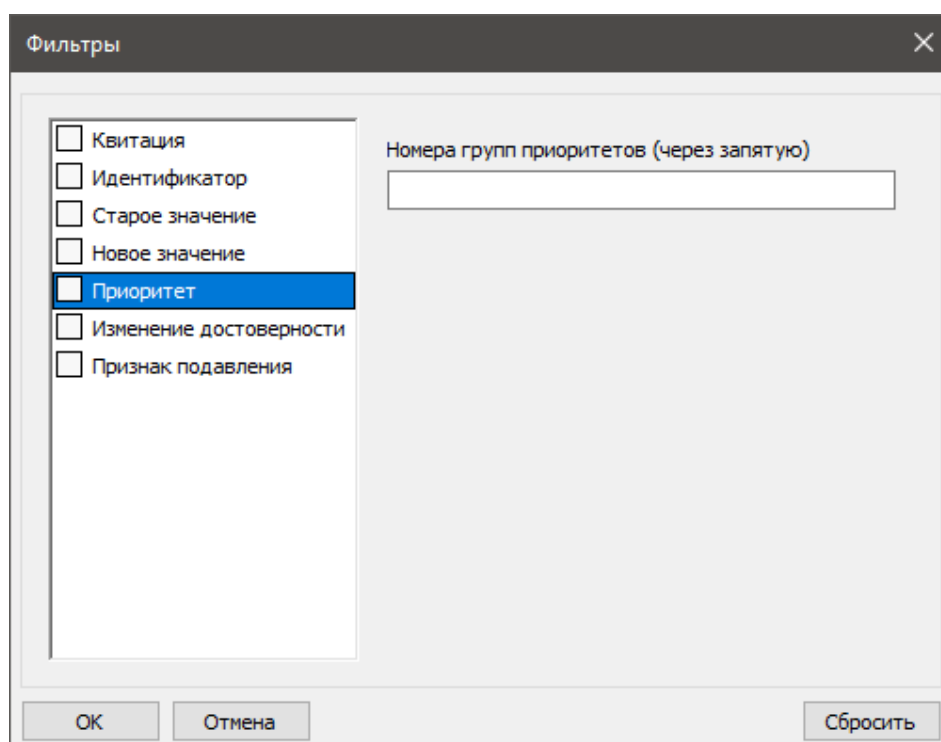 Фильтры
Квитация
Идентификатор
Старое значение
Новое значение
Приоритет
Изменение достоверности
Признак подавления
Номера групп приоритетов (через запятую)
OK
Отмена
Сбросить